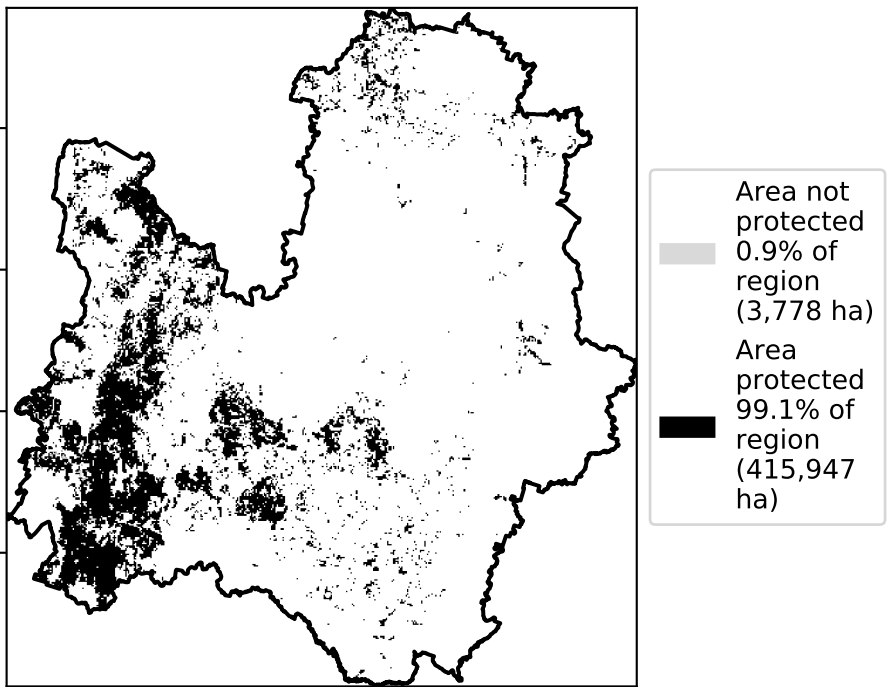 Area not
protected
0.9% of
region
(3,778 ha)
Area
protected
99.1% of
region
(415,947
ha)